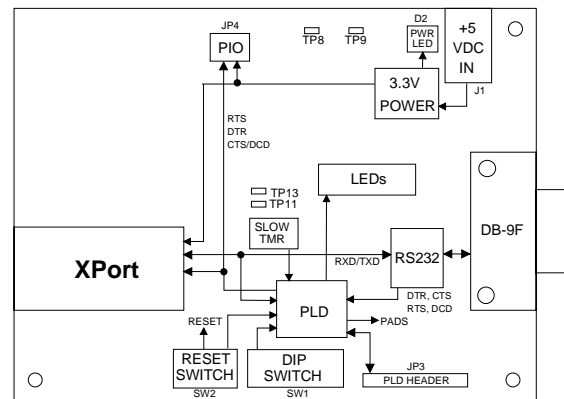 JP4
PIO
TP8
TP9
D2
PWR
LED
+5
VDC
IN
J1
3.3V
POWER
RTS
DTR
CTS/DCD
LEDs
TP13
TP11
SLOW
TMR
DB-9F
XPort
RXD/TXD
RS232
DTR, CTS
RTS, DCD
PLD
PADS
RESET
RESET
SWITCH
SW2
DIP
SWITCH
SW1
JP3
PLD HEADER